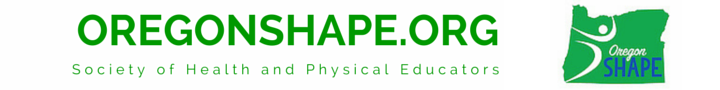 OREGONSHAPE.ORG
Society of Health and Physical Educators
Oregon
SHAPE